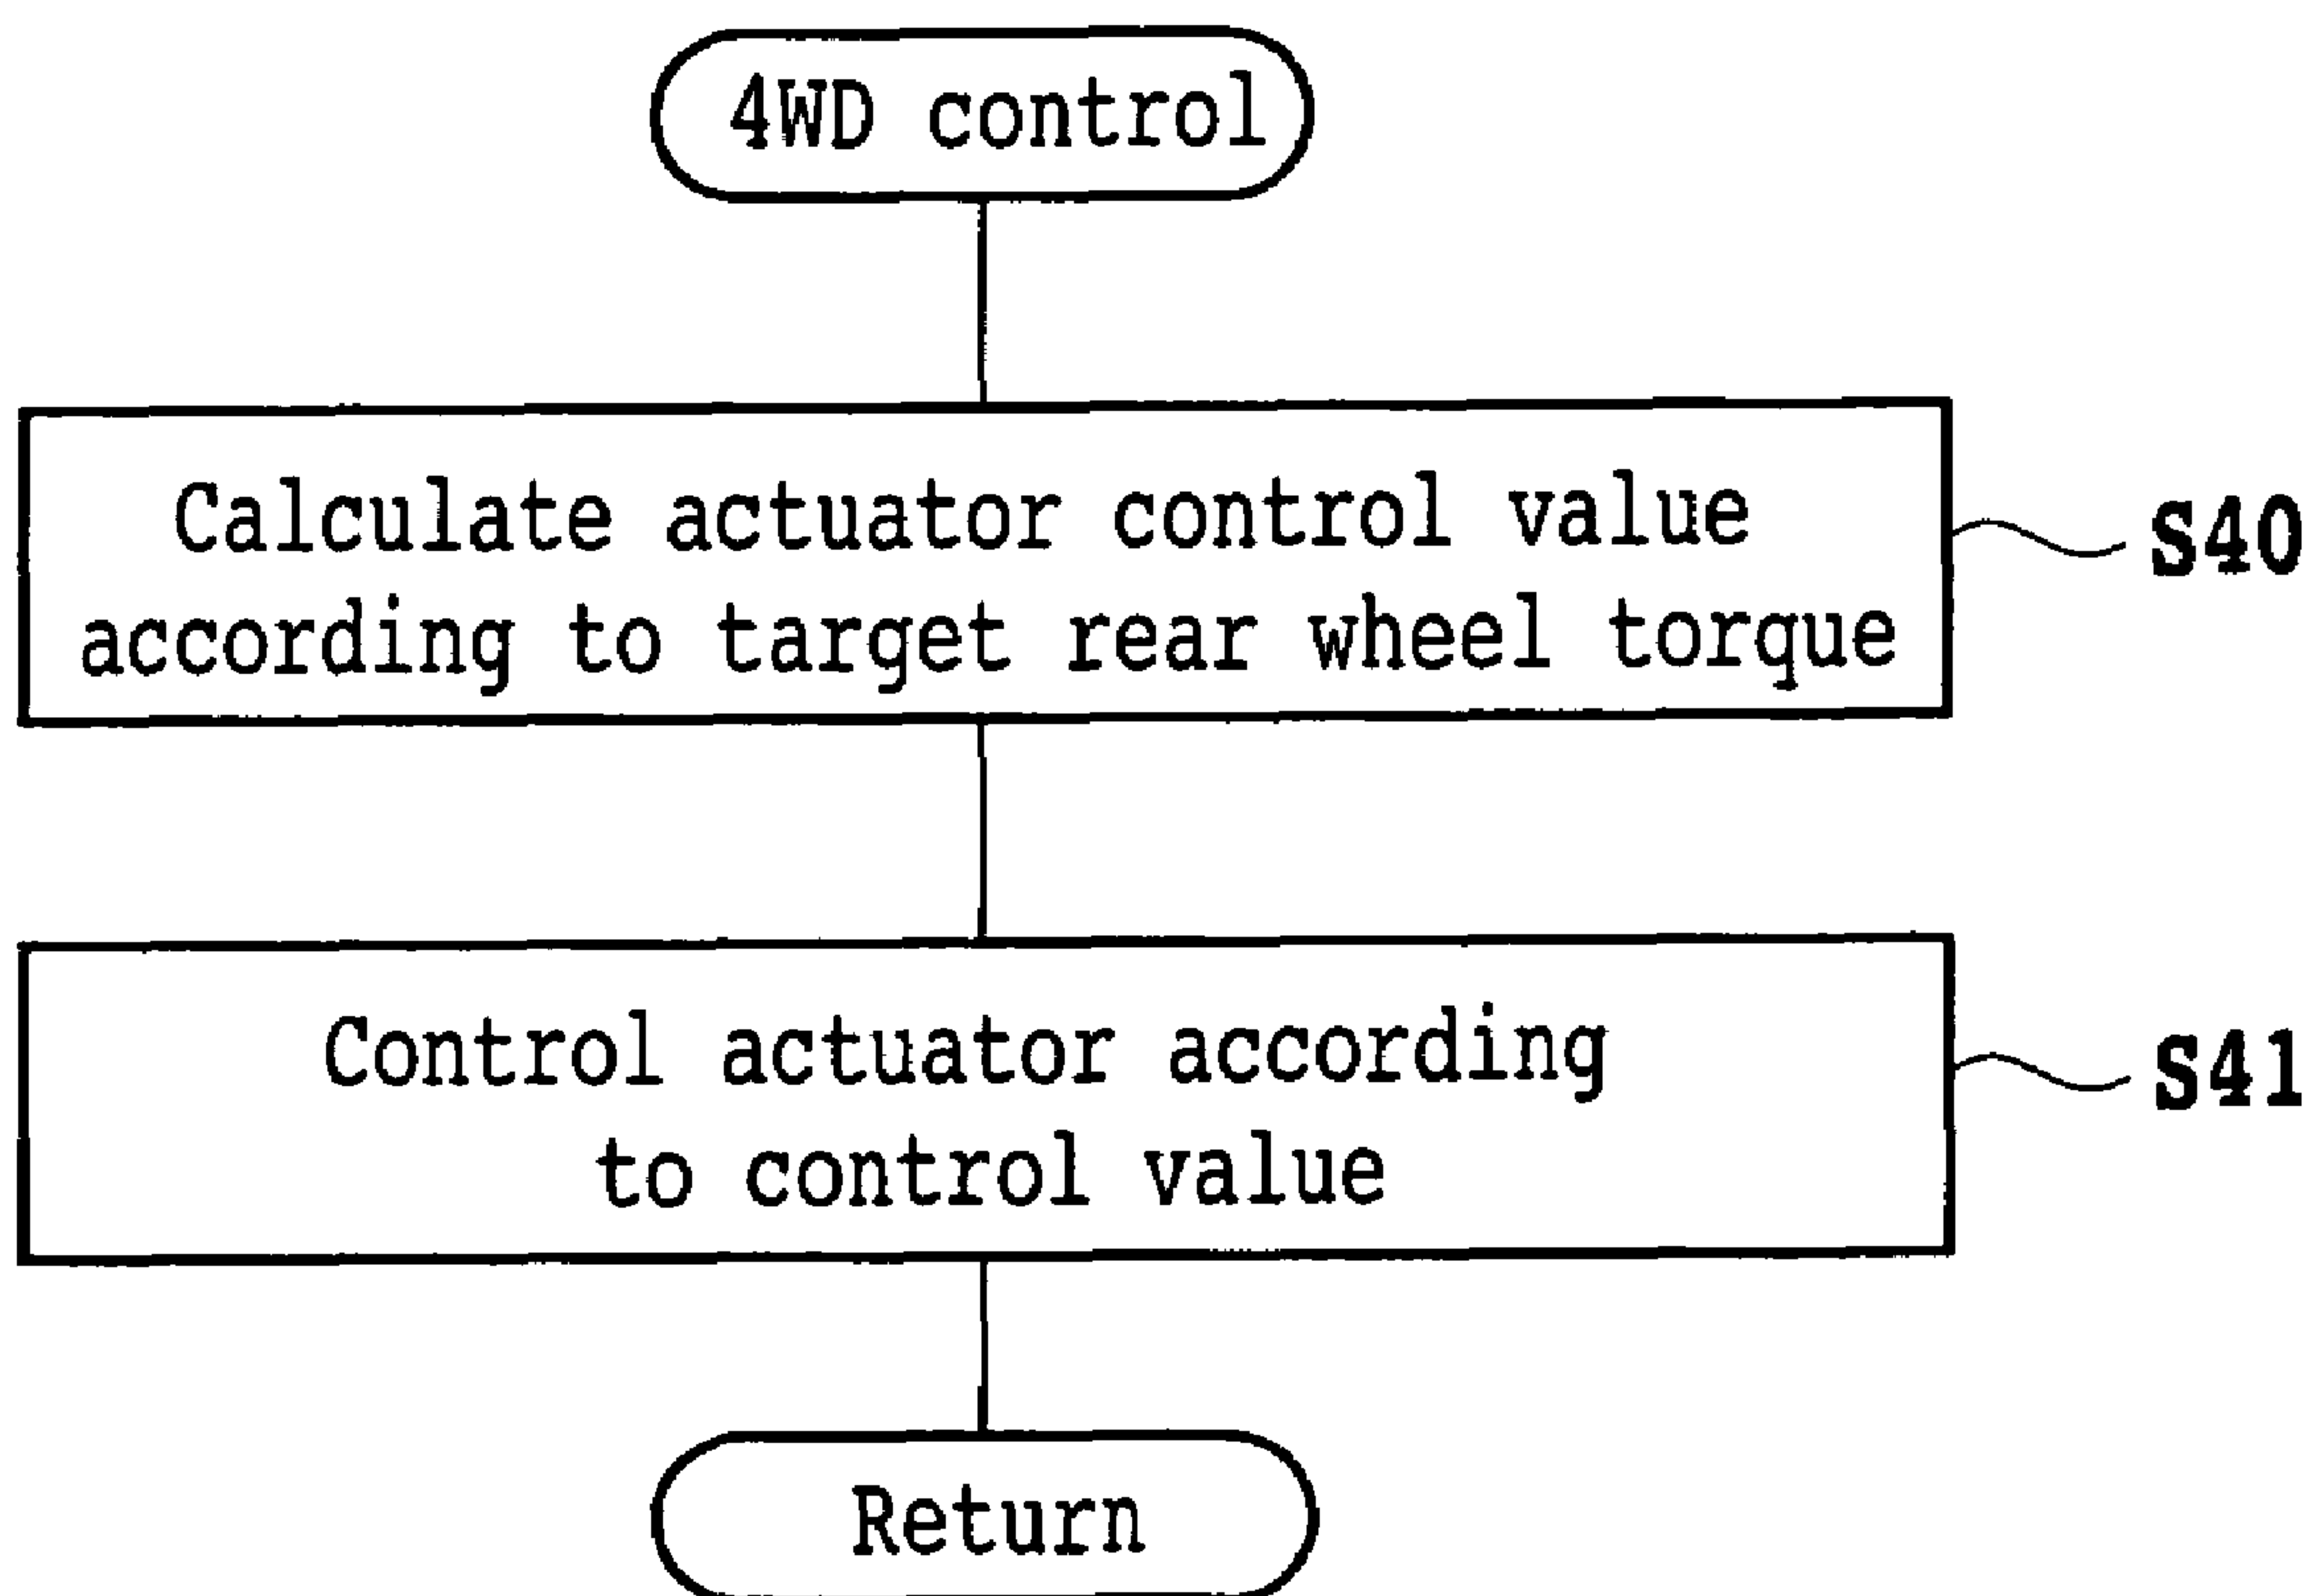 4WD control
Calculate actuator control value
according to target rear wheel torque
S40
Control actuator according
to control value
S41
Return